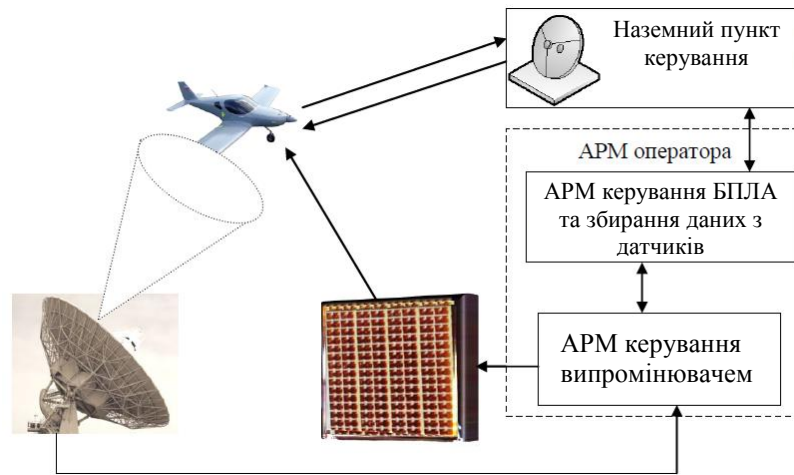 Наземний пункт
керування
АРМ оператора
АРМ керування БПЛА
та збирання даних з
датчиків
АРМ керування
випромінювачем